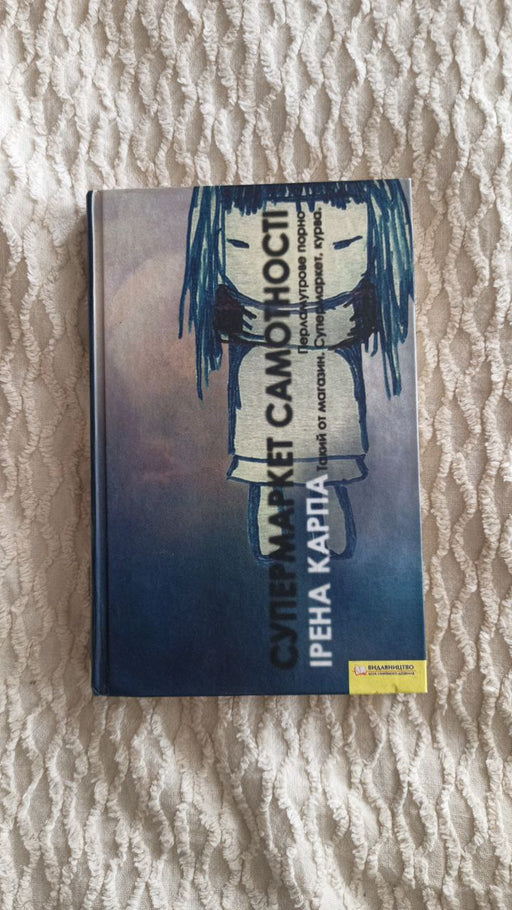 СУПЕРМАРКЕТ САМОТНОСТІ
Перламутрове порно
ІРЕНА КАРПА
Такий от магазин. Супермаркет, курва.
ВИДАВНИЦТВО